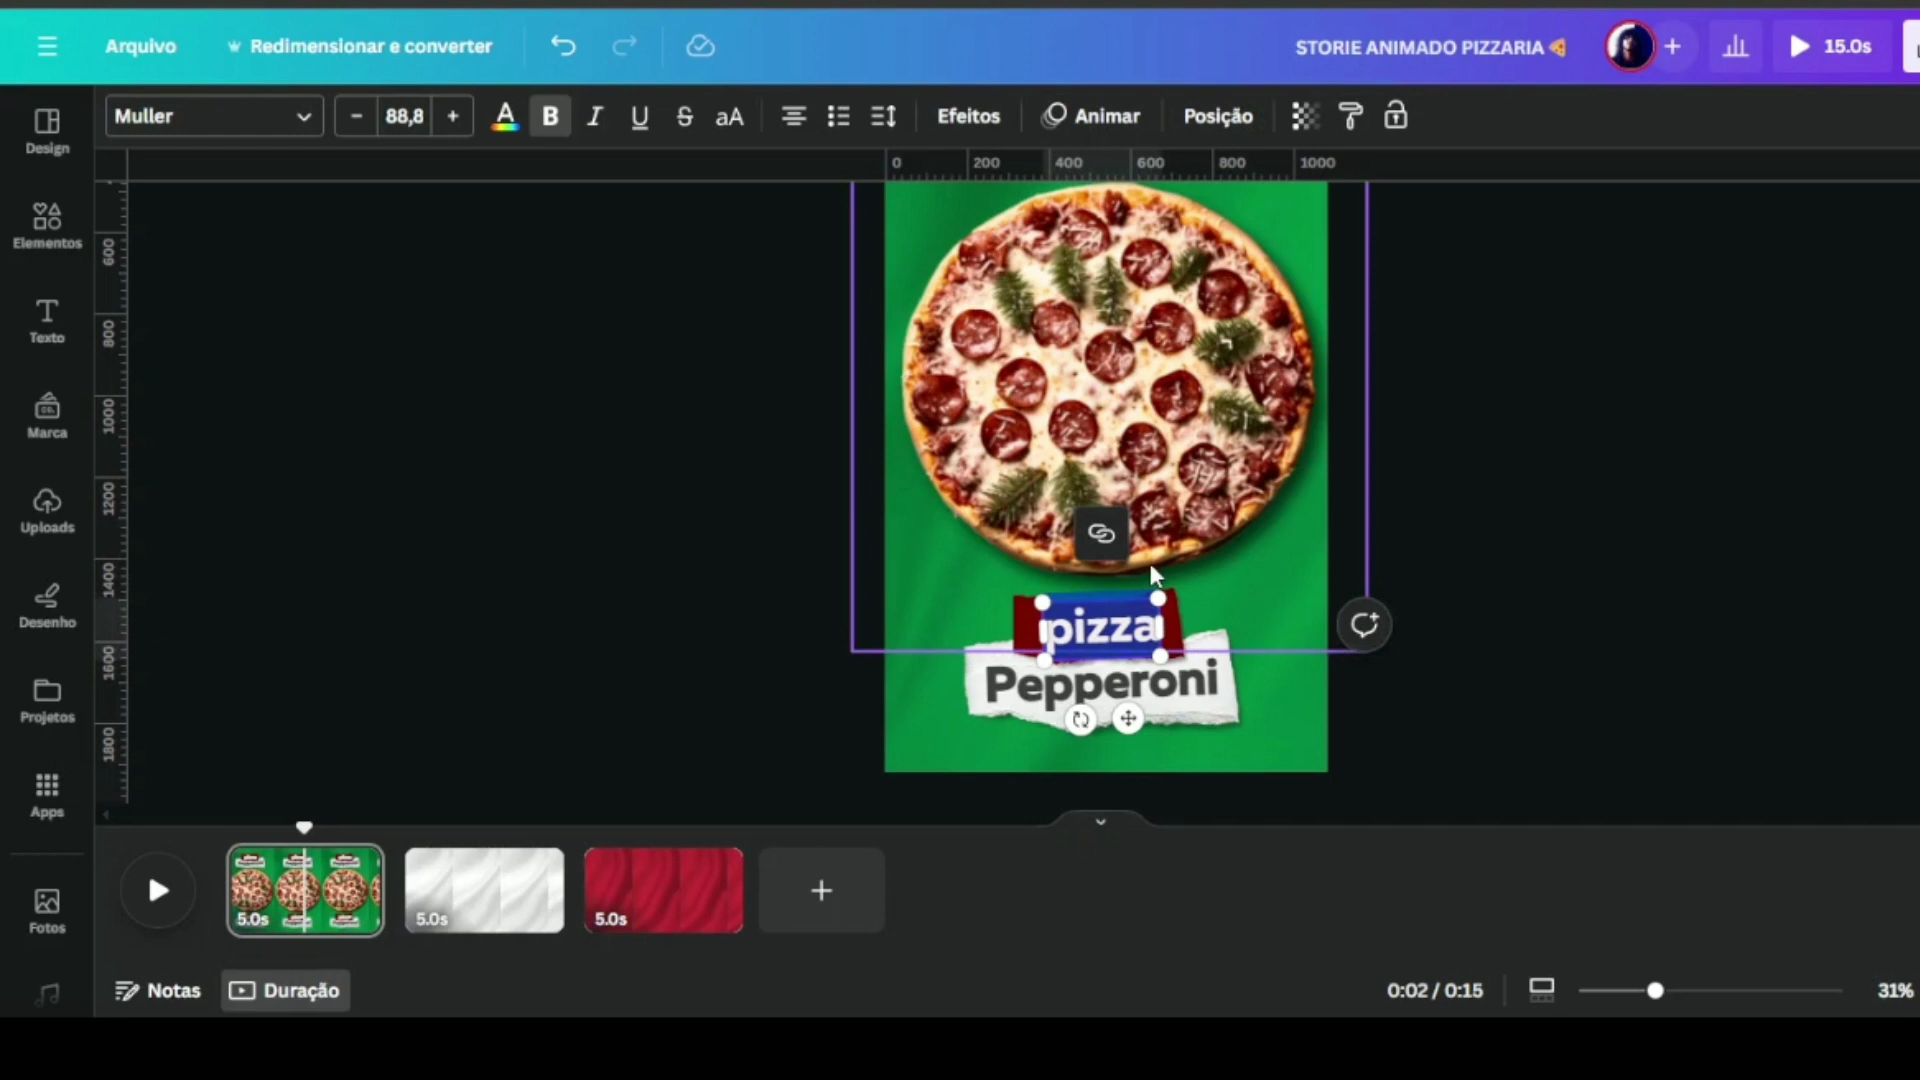 Arquivo
Redimensionar e converter
STORIE ANIMADO PIZZARIA
15.0s
Muller
88,8
A
B
I
U
S
aA
Efeitos
Animar
Posição
Design
Elementos
Texto
Marca
Uploads
Desenho
Projetos
Apps
Fotos
0
200
400
600
800
1000
600
800
1000
1200
1400
1600
1800
pizza
Pepperoni
5.0s
5.0s
5.0s
Notas
Duração
0:02 / 0:15
31%